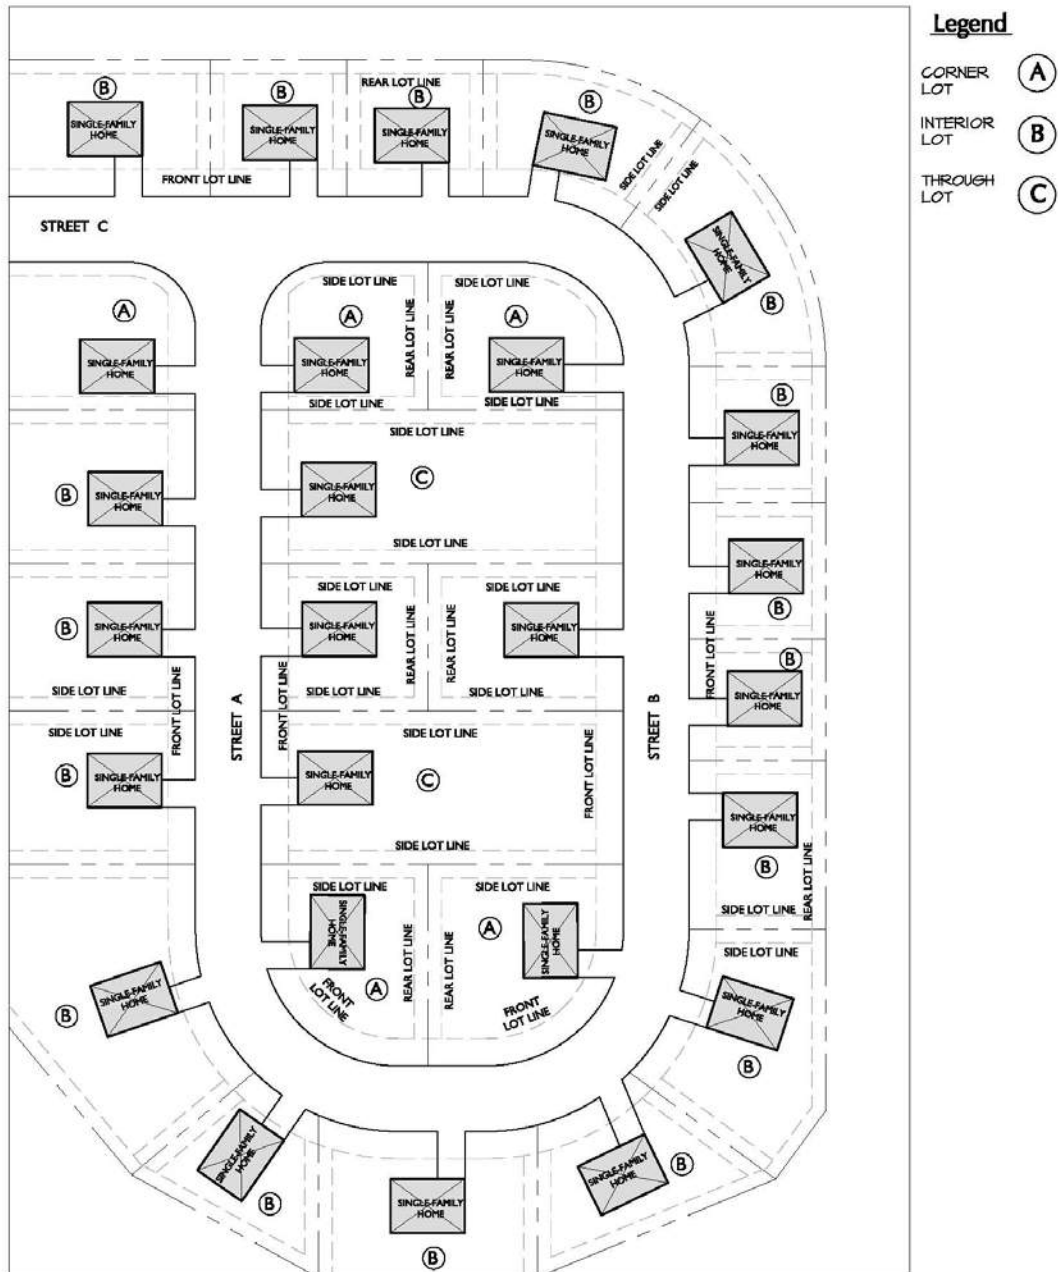 Legend
CORNER
LOT
A
INTERIOR
LOT
B
THROUGH
LOT
C
B
B
REAR LOT LINE
B
B
SINGLE-FAMILY
HOME
SINGLE-FAMILY
HOME
SINGLE-FAMILY
HOME
SINGLE-FAMILY
HOME
SIDE LOT LINE
SIDE LOT LINE
FRONT LOT LINE
STREET C
SINGLE-FAMILY
HOME
B
A
SIDE LOT LINE
SIDE LOT LINE
A
A
REAR LOT LINE
REAR LOT LINE
SINGLE-FAMILY
HOME
SINGLE-FAMILY
HOME
SINGLE-FAMILY
HOME
SIDE LOT LINE
SIDE LOT LINE
B
SIDE LOT LINE
SINGLE-FAMILY
HOME
B
SINGLE-FAMILY
HOME
SINGLE-FAMILY
HOME
C
SIDE LOT LINE
SINGLE-FAMILY
HOME
B
SIDE LOT LINE
SIDE LOT LINE
B
SINGLE-FAMILY
HOME
SINGLE-FAMILY
HOME
REAR LOT LINE
REAR LOT LINE
SINGLE-FAMILY
HOME
FRONT LOT LINE
B
SINGLE-FAMILY
HOME
SIDE LOT LINE
SIDE LOT LINE
SIDE LOT LINE
FRONT LOT LINE
STREET A
FRONT LOT LINE
STREET B
SIDE LOT LINE
SIDE LOT LINE
B
SINGLE-FAMILY
HOME
SINGLE-FAMILY
HOME
C
FRONT LOT LINE
SINGLE-FAMILY
HOME
B
SIDE LOT LINE
REAR LOT LINE
SIDE LOT LINE
SIDE LOT LINE
SIDE LOT LINE
SINGLE-FAMILY
HOME
REAR LOT LINE
REAR LOT LINE
A
SINGLE-FAMILY
HOME
SIDE LOT LINE
A
FRONT
LOT LINE
FRONT
LOT LINE
B
SINGLE-FAMILY
HOME
SINGLE-FAMILY
HOME
B
SINGLE-FAMILY
HOME
B
SINGLE-FAMILY
HOME
B
SINGLE-FAMILY
HOME
B